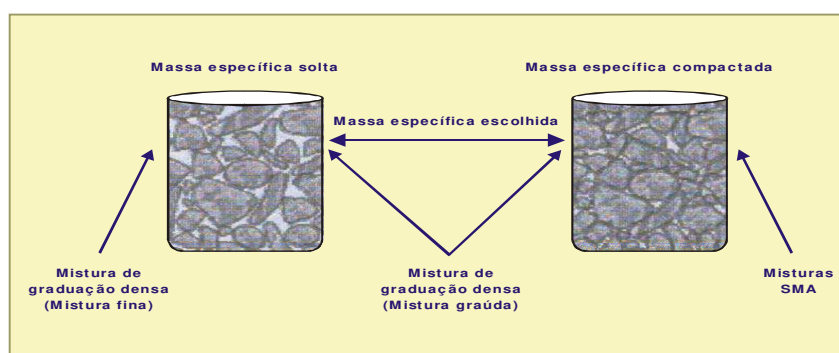 Massa específica solta
Massa específica compactada
Massa específica escolhida
Mistura de
graduação densa
(Mistura fina)
Mistura de
graduação densa
(Mistura graúda)
Misturas
SMA